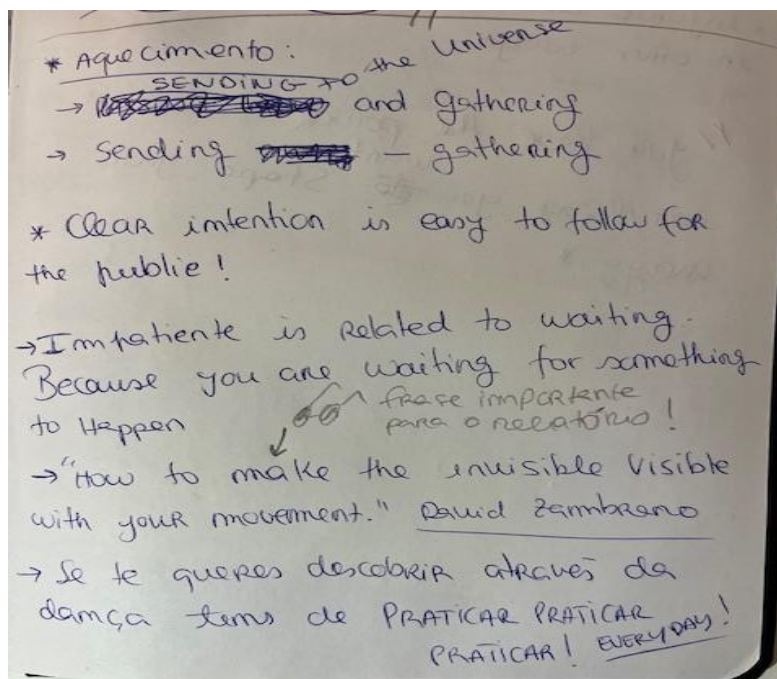 * Aquecimento:
SENDING to the Universe
→ and gathering
→ Sending — gathering
* Clear intention is easy to follow for
the public!
→ Impatiente is Related to waiting.
Because you are waiting for something
to Happen
frase importante
para o relatório!
→ "How to make the invisible visible
with your movement." David Zambrano
→ Se te queres descobrir através da
dança tens de PRATICAR PRATICAR
PRATICAR! EVERYDAY!